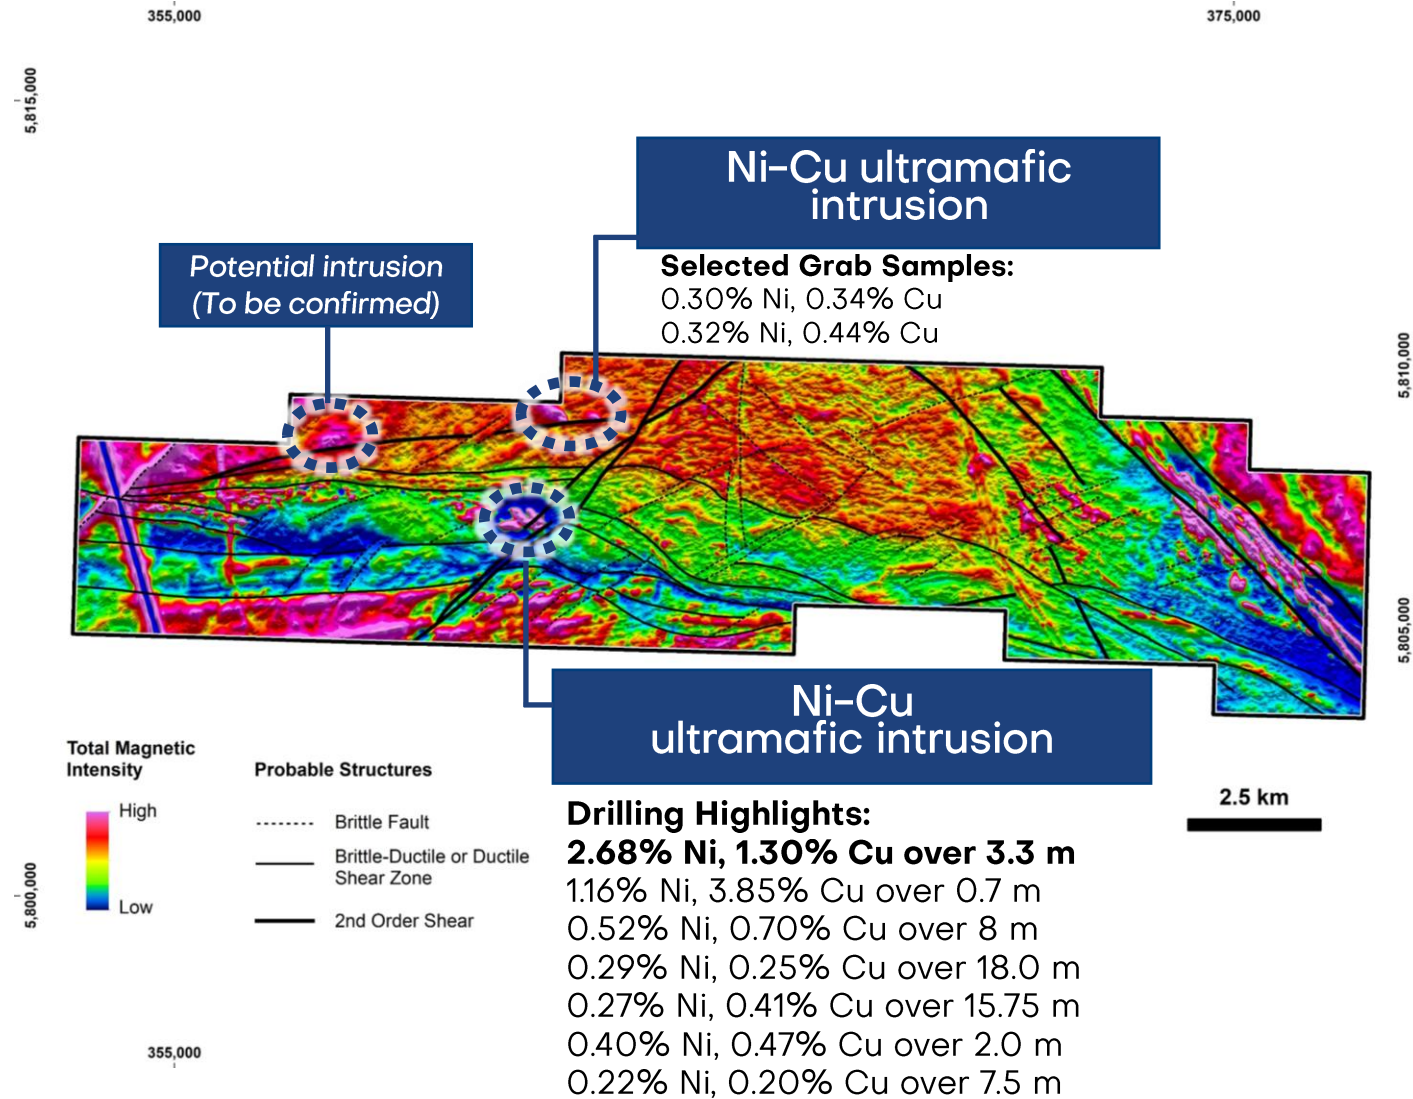 355,000
375,000
5,815,000
Ni-Cu ultramafic
intrusion
Potential intrusion
(To be confirmed)
Selected Grab Samples:
0.30% Ni, 0.34% Cu
0.32% Ni, 0.44% Cu
5,810,000
5,805,000
Ni-Cu
ultramafic intrusion
Total Magnetic
Intensity
High
Low
Probable Structures
Brittle Fault
Brittle-Ductile or Ductile
Shear Zone
2nd Order Shear
2.5 km
Drilling Highlights:
2.68% Ni, 1.30% Cu over 3.3 m
1.16% Ni, 3.85% Cu over 0.7 m
0.52% Ni, 0.70% Cu over 8 m
0.29% Ni, 0.25% Cu over 18.0 m
0.27% Ni, 0.41% Cu over 15.75 m
0.40% Ni, 0.47% Cu over 2.0 m
0.22% Ni, 0.20% Cu over 7.5 m
5,800,000
355,000